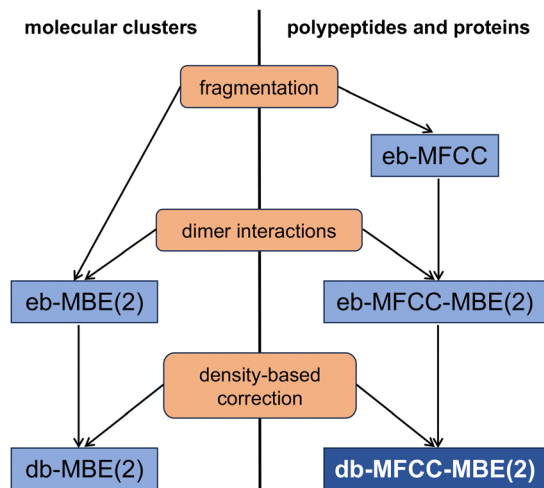 molecular clusters
polypeptides and proteins
fragmentation
eb-MFCC
dimer interactions
eb-MBE(2)
eb-MFCC-MBE(2)
density-based
correction
db-MBE(2)
db-MFCC-MBE(2)